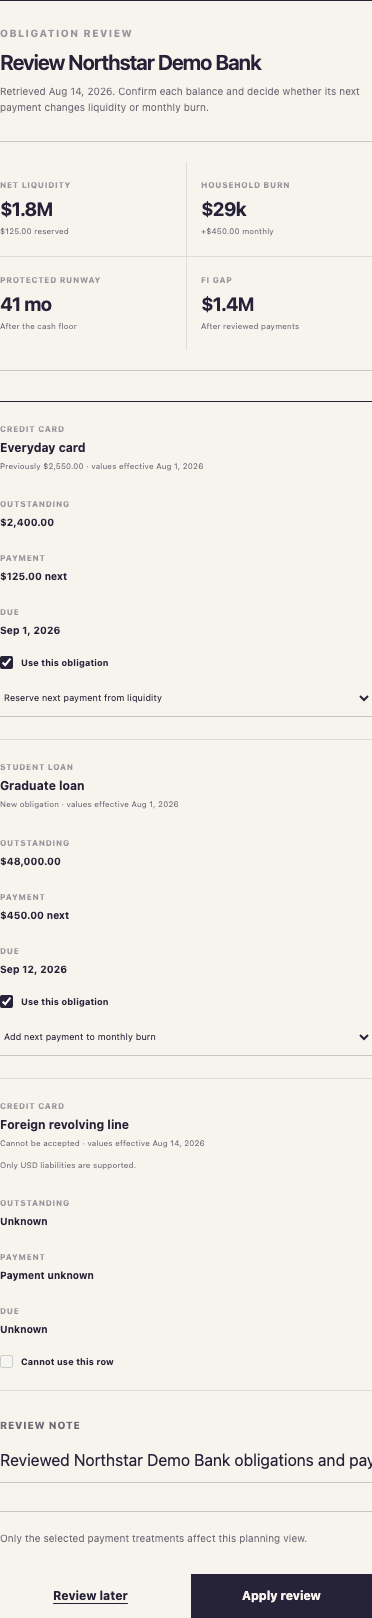 OBLIGATION REVIEW
Review Northstar Demo Bank
Retrieved Aug 14, 2026. Confirm each balance and decide whether its next
payment changes liquidity or monthly burn.
NET LIQUIDITY
$1.8M
$125.00 reserved
HOUSEHOLD BURN
$29k
+$450.00 monthly
PROTECTED RUNWAY
41 mo
After the cash floor
FI GAP
$1.4M
After reviewed payments
CREDIT CARD
Everyday card
Previously $2,550.00 · values effective Aug 1, 2026
OUTSTANDING
$2,400.00
PAYMENT
$125.00 next
DUE
Sep 1, 2026
Use this obligation
Reserve next payment from liquidity
STUDENT LOAN
Graduate loan
New obligation · values effective Aug 1, 2026
OUTSTANDING
$48,000.00
PAYMENT
$450.00 next
DUE
Sep 12, 2026
Use this obligation
Add next payment to monthly burn
CREDIT CARD
Foreign revolving line
Cannot be accepted · values effective Aug 14, 2026
Only USD liabilities are supported.
OUTSTANDING
Unknown
PAYMENT
Payment unknown
DUE
Unknown
Cannot use this row
REVIEW NOTE
Reviewed Northstar Demo Bank obligations and pay
Only the selected payment treatments affect this planning view.
Review later
Apply review